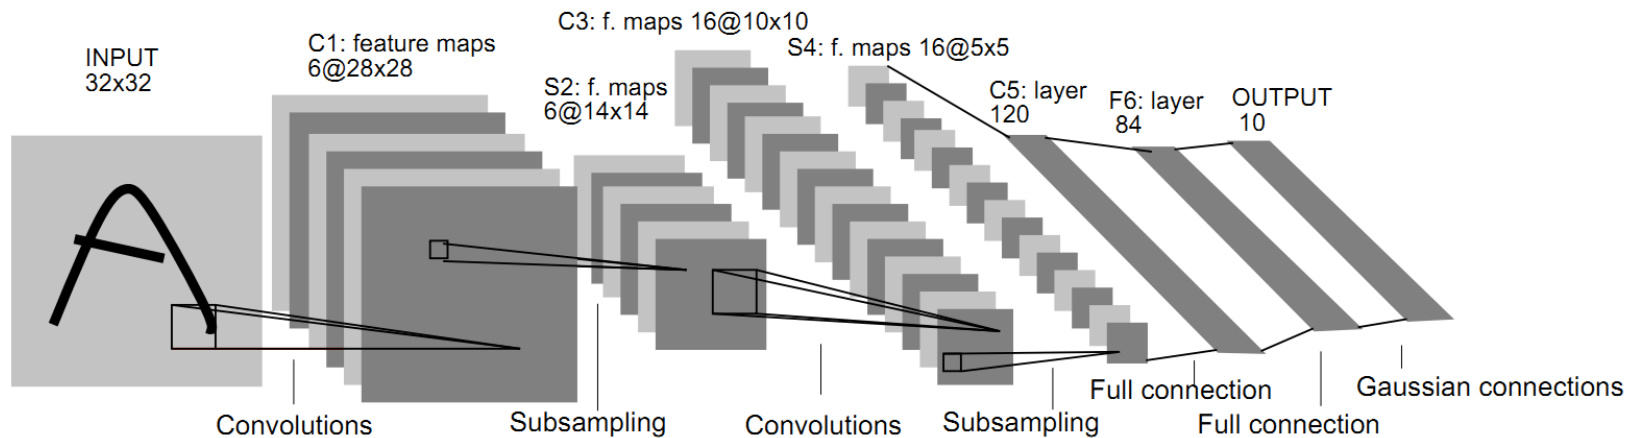 INPUT
32x32
C1: feature maps
6@28x28
S2: f. maps
6@14x14
C3: f. maps 16@10x10
S4: f. maps 16@5x5
C5: layer
120
F6: layer
84
OUTPUT
10
Convolutions
Subsampling
Convolutions
Subsampling
Full connection
Full connection
Gaussian connections